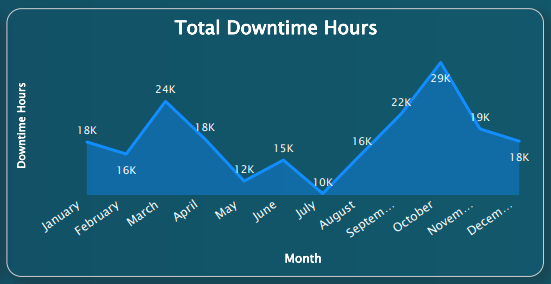 Total Downtime Hours
Downtime Hours
18K
16K
24K
18K
12K
15K
10K
16K
22K
29K
19K
18K
January
February
March
April
May
June
July
August
Septem...
October
Novem...
Decem...
Month